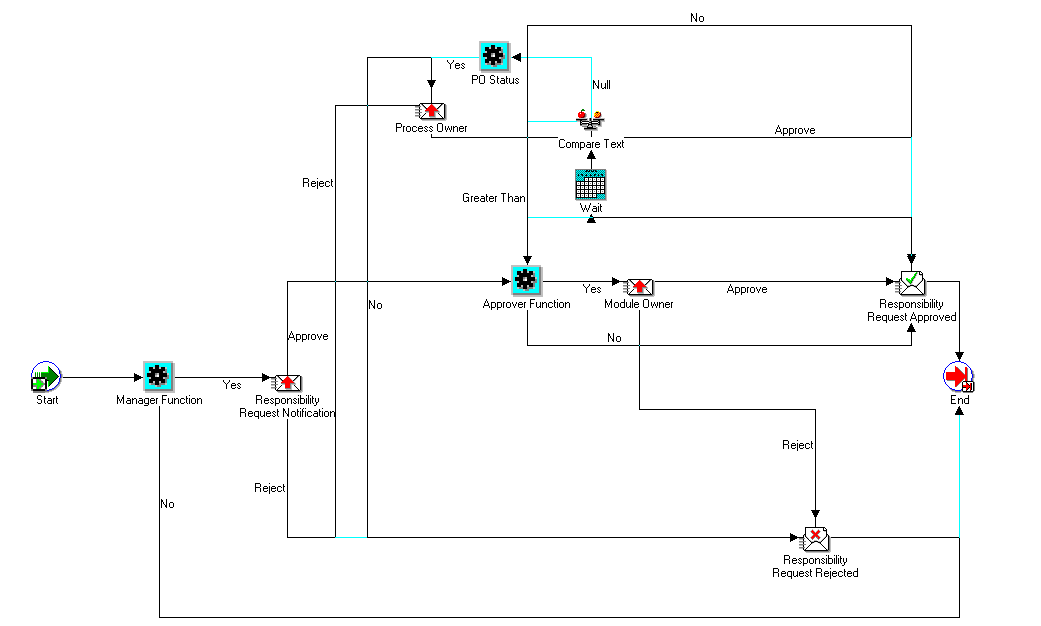 No
Yes
PO Status
Null
Process Owner
Approve
Compare Text
Reject
Greater Than
Wait
Yes
Approve
Approver Function
Module Owner
No
Responsibility
Request Approved
Approve
No
Start
Manager Function
Yes
Responsibility
Request Notification
End
Reject
Reject
No
Responsibility
Request Rejected